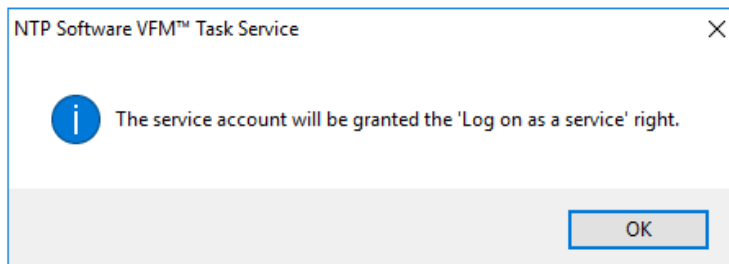 NTP Software VFM™ Task Service
The service account will be granted the 'Log on as a service' right.
OK